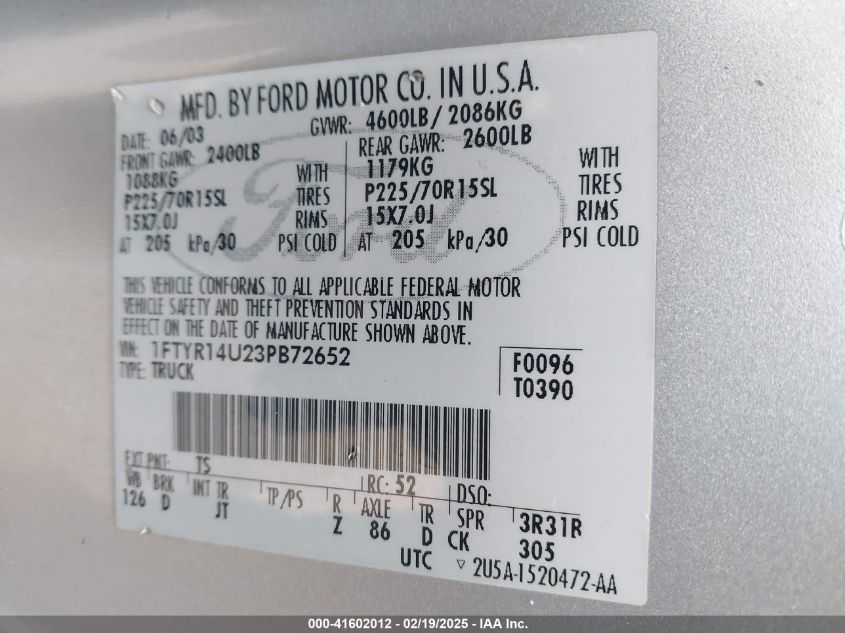 MFD. BY FORD MOTOR CO. IN U.S.A.
DATE: 06/03 GVWR: 4600LB/ 2086KG
FRONT GAWR: 2400LB REAR GAWR: 2600LB
1088KG WITH 1179KG WITH
P225/70R15SL TIRES P225/70R15SL TIRES
15X7.0J RIMS 15X7.0J RIMS
AT 205 kPa/30 PSI COLD AT 205 kPa/30 PSI COLD
Ford
THIS VEHICLE CONFORMS TO ALL APPLICABLE FEDERAL MOTOR
VEHICLE SAFETY AND THEFT PREVENTION STANDARDS IN
EFFECT ON THE DATE OF MANUFACTURE SHOWN ABOVE.
VIN: 1FTYR14U23PB72652 F0096
TYPE: TRUCK T0390
EXT PNT: TS RC: 52 DSO:
WB BRK INT TR TP/PS R AXLE TR SPR 3R31R
126 D JT Z 86 D CK 305
UTC ▽ 2U5A-1520472-AA
000-41602012 - 02/19/2025 - IAA Inc.